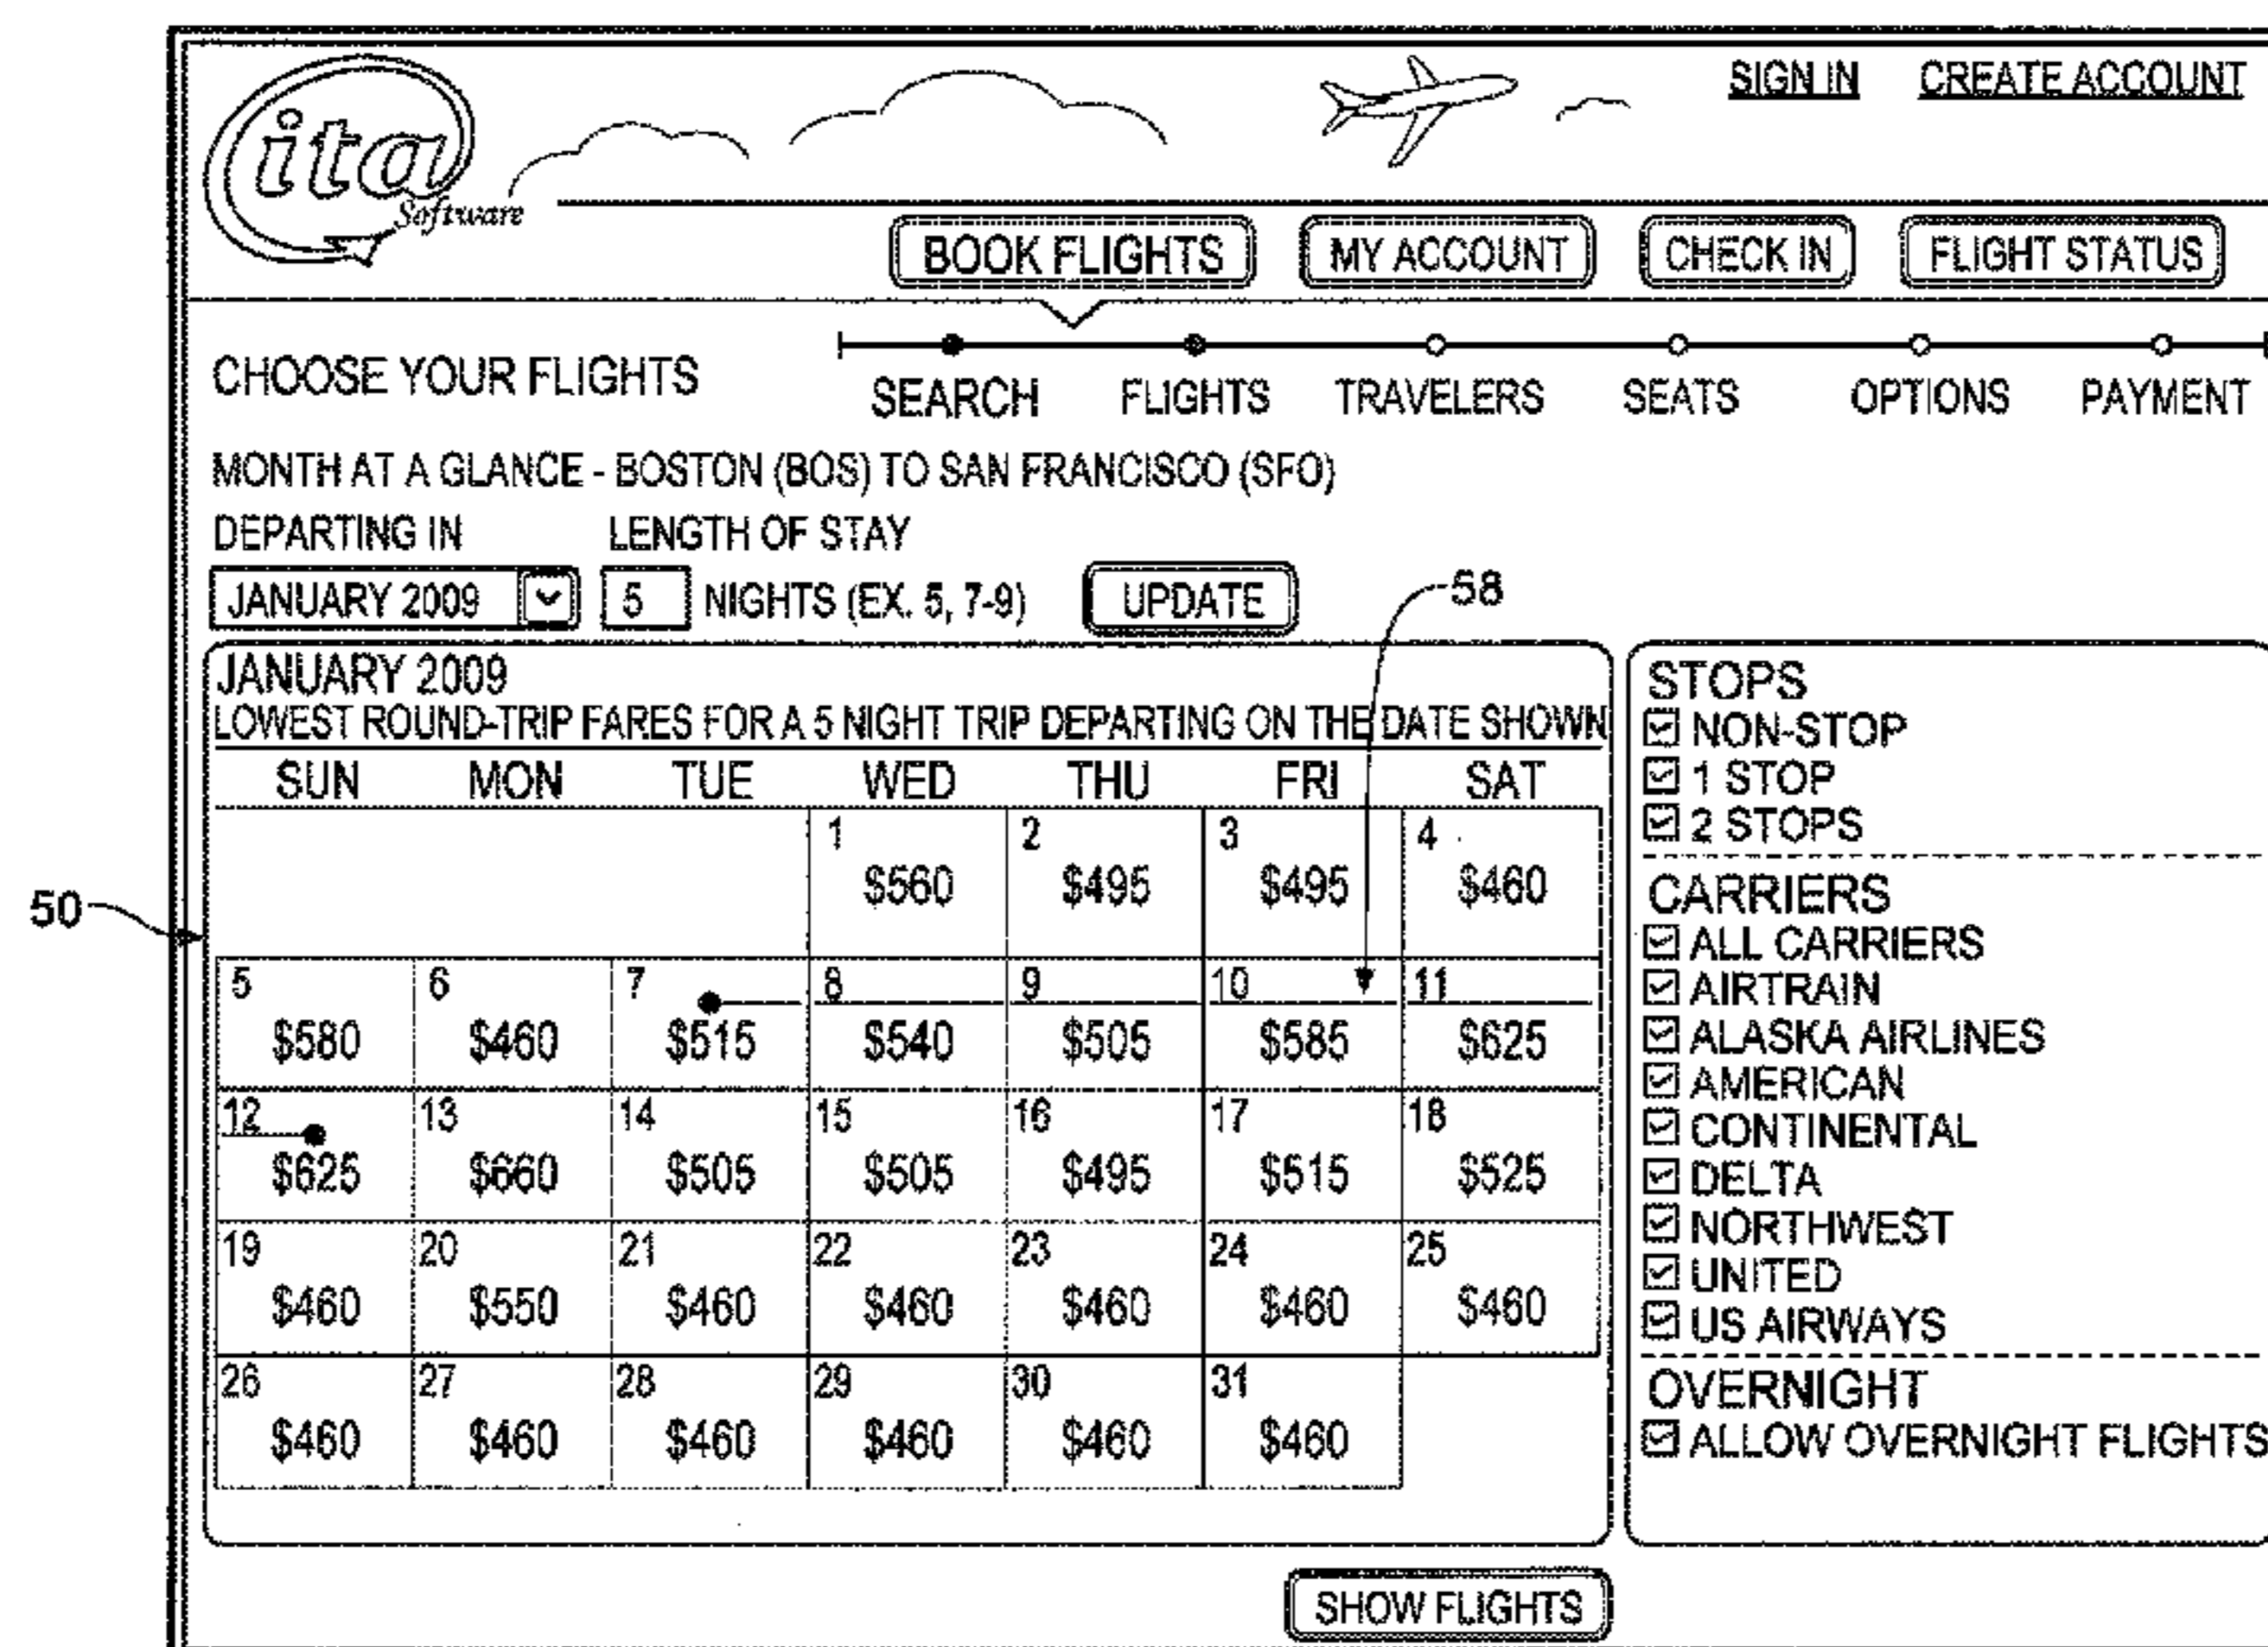 ita
Software
SIGN IN CREATE ACCOUNT
BOOK FLIGHTS MY ACCOUNT CHECK IN FLIGHT STATUS
CHOOSE YOUR FLIGHTS
SEARCH FLIGHTS TRAVELERS SEATS OPTIONS PAYMENT
MONTH AT A GLANCE - BOSTON (BOS) TO SAN FRANCISCO (SFO)
DEPARTING IN LENGTH OF STAY
JANUARY 2009 5 NIGHTS (EX. 5, 7-9) UPDATE
58
50
JANUARY 2009
LOWEST ROUND-TRIP FARES FOR A 5 NIGHT TRIP DEPARTING ON THE DATE SHOWN
SUN MON TUE WED THU FRI SAT
1 2 3 4
$560 $495 $495 $460
5 6 7 8 9 10 11
$580 $460 $515 $540 $505 $585 $625
12 13 14 15 16 17 18
$625 $660 $505 $505 $495 $515 $525
19 20 21 22 23 24 25
$460 $550 $460 $460 $460 $460 $460
26 27 28 29 30 31
$460 $460 $460 $460 $460 $460
STOPS
NON-STOP
1 STOP
2 STOPS
CARRIERS
ALL CARRIERS
AIRTRAIN
ALASKA AIRLINES
AMERICAN
CONTINENTAL
DELTA
NORTHWEST
UNITED
US AIRWAYS
OVERNIGHT
ALLOW OVERNIGHT FLIGHTS
SHOW FLIGHTS